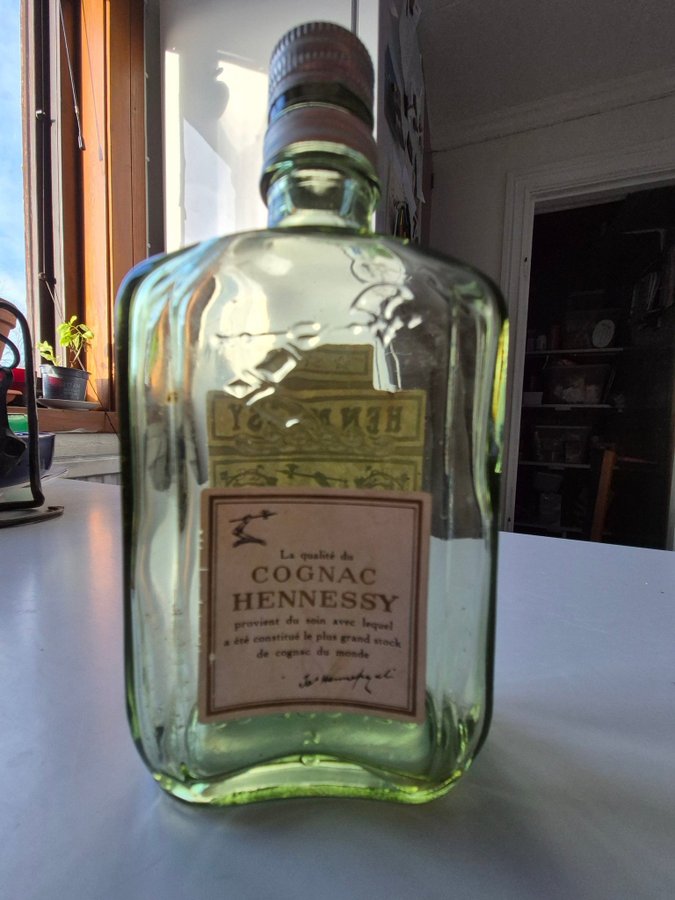 HENNESSY
La qualité du
COGNAC
HENNESSY
provient du soin avec lequel
a été constitué le plus grand stock
de cognac du monde